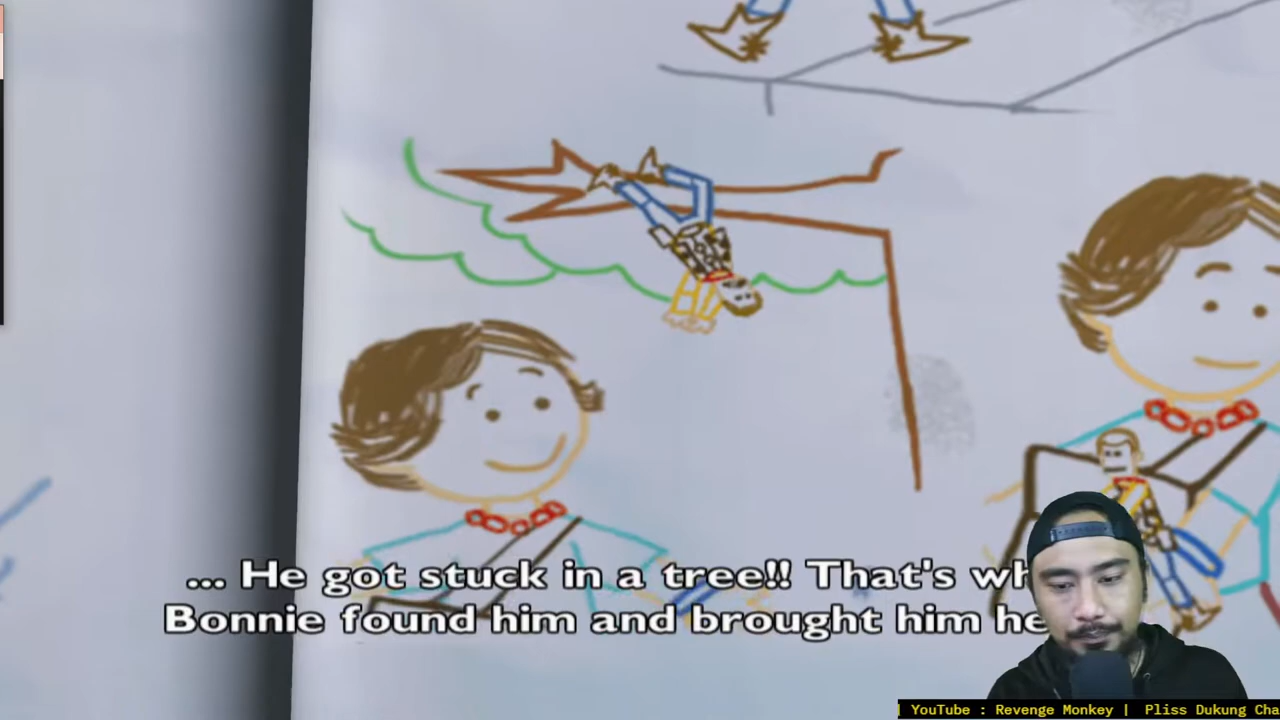 ... He got stuck in a tree!! That's
Bonnie found him and brought him
| YouTube : Revenge Monkey | Pliss Dukung